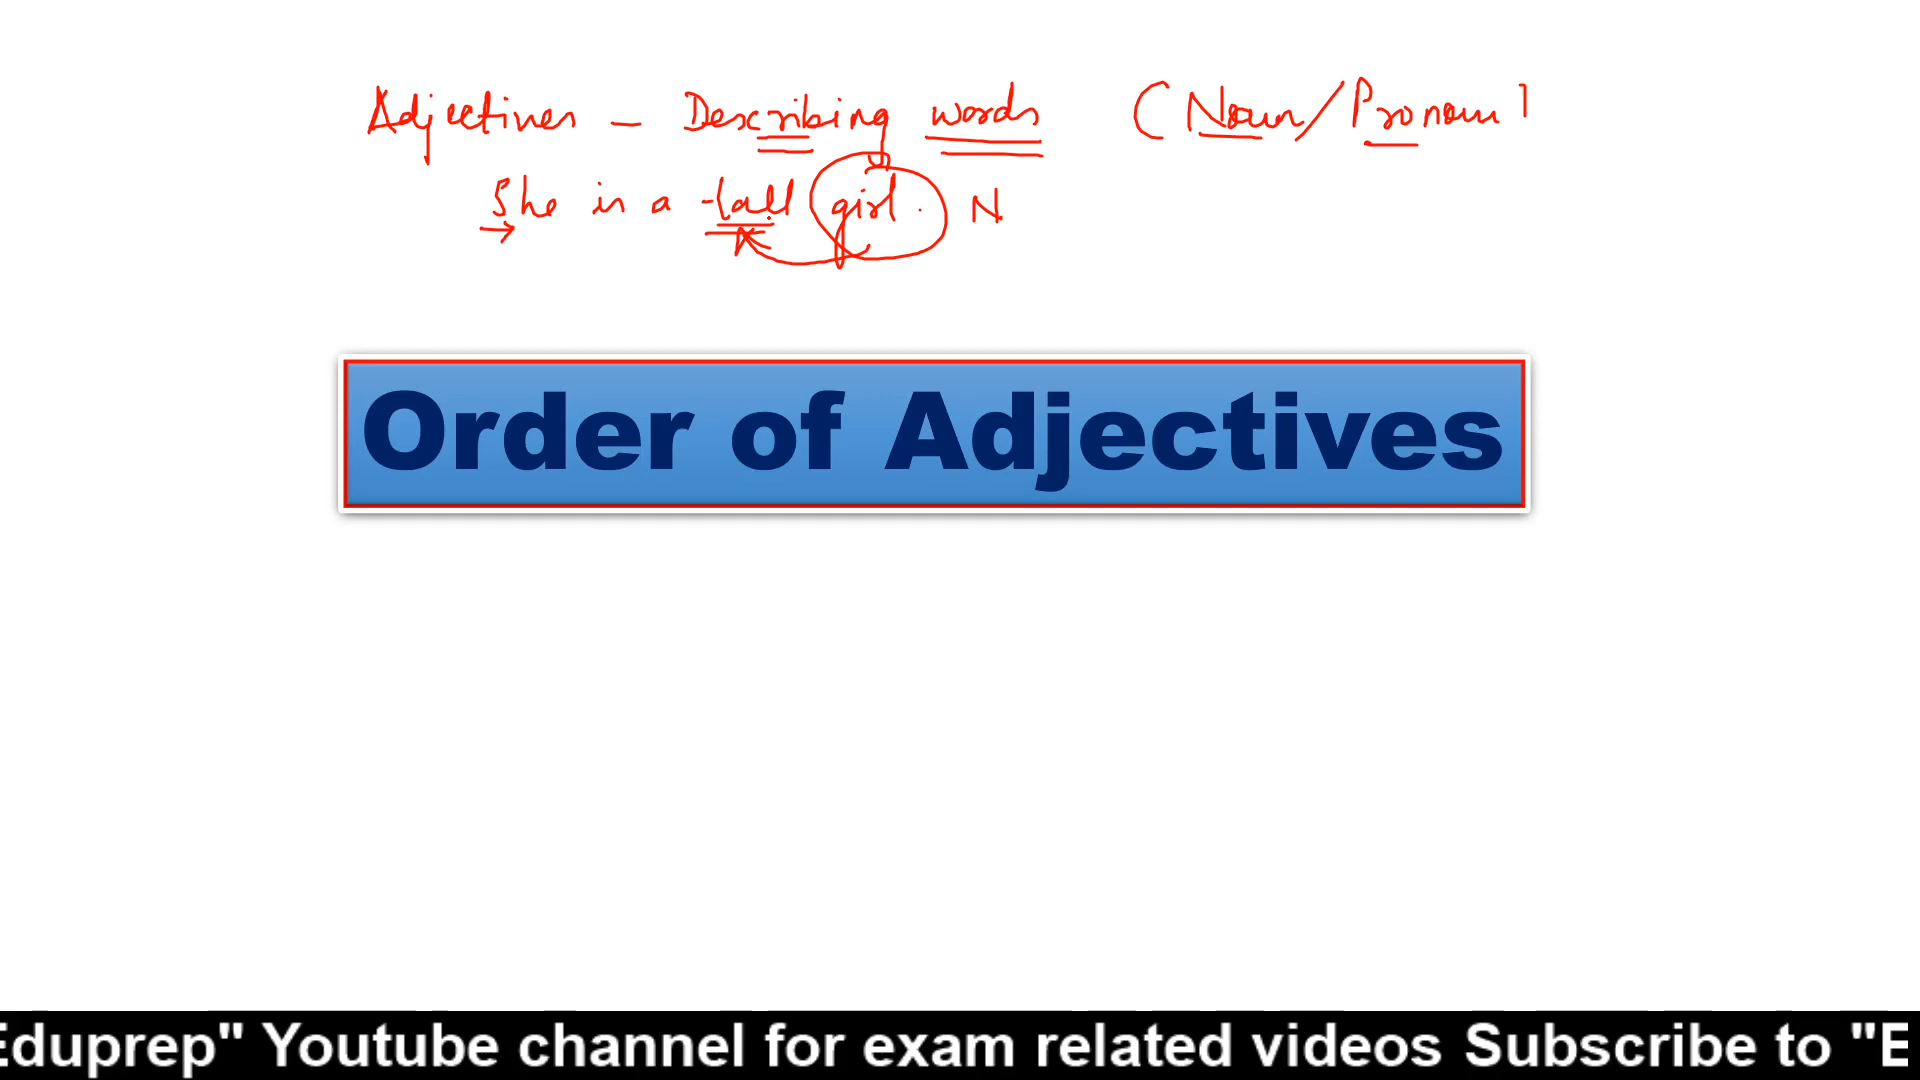 Adjectives - Describing words (Noun/Pronoun)
She is a tall girl. N
Order of Adjectives
Eduprep" Youtube channel for exam related videos Subscribe to "E